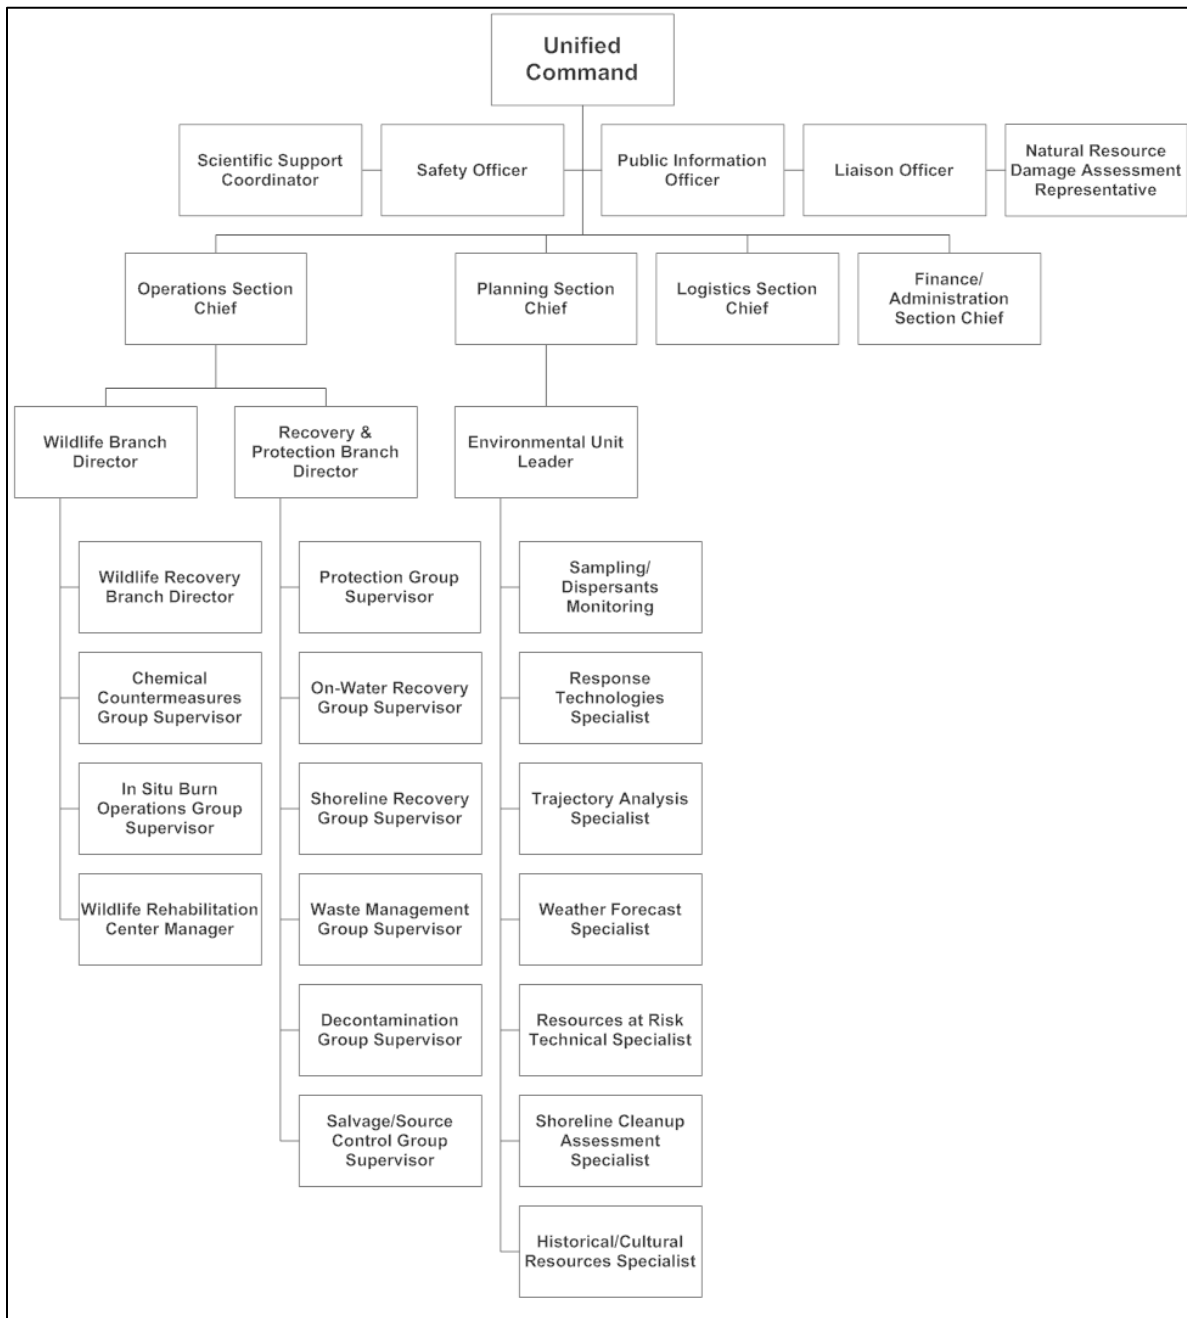 Unified
Command
Scientific Support
Coordinator
Safety Officer
Public Information
Officer
Liaison Officer
Natural Resource
Damage Assessment
Representative
Operations Section
Chief
Planning Section
Chief
Logistics Section
Chief
Finance/
Administration
Section Chief
Wildlife Branch
Director
Recovery &
Protection Branch
Director
Environmental Unit
Leader
Wildlife Recovery
Branch Director
Chemical
Countermeasures
Group Supervisor
In Situ Burn
Operations Group
Supervisor
Wildlife Rehabilitation
Center Manager
Protection Group
Supervisor
On-Water Recovery
Group Supervisor
Shoreline Recovery
Group Supervisor
Waste Management
Group Supervisor
Decontamination
Group Supervisor
Salvage/Source
Control Group
Supervisor
Sampling/
Dispersants
Monitoring
Response
Technologies
Specialist
Trajectory Analysis
Specialist
Weather Forecast
Specialist
Resources at Risk
Technical Specialist
Shoreline Cleanup
Assessment
Specialist
Historical/Cultural
Resources Specialist